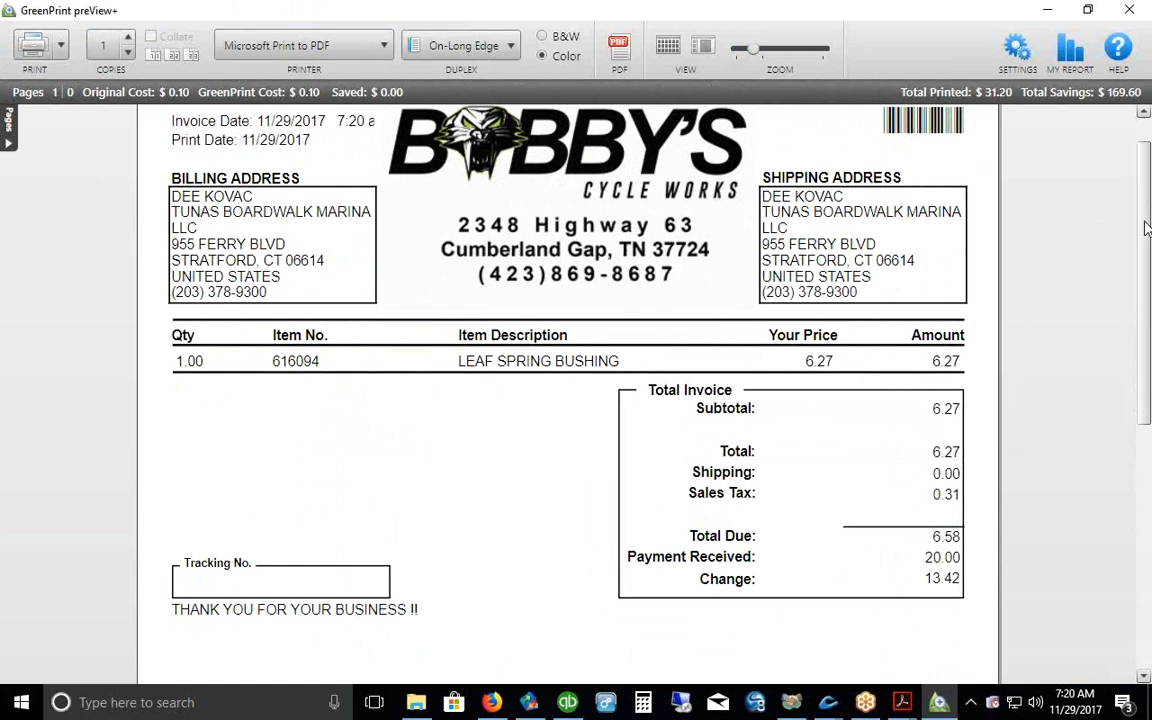 GreenPrint preView+
1
Collate
Microsoft Print to PDF
On-Long Edge
B&W
Color
PDF
PRINT
COPIES
PRINTER
DUPLEX
PDF
VIEW
ZOOM
SETTINGS
MY REPORT
HELP
Pages 1 | 0 Original Cost: $ 0.10 GreenPrint Cost: $ 0.10 Saved: $ 0.00 Total Printed: $ 31.20 Total Savings: $ 169.60
Pages
Invoice Date: 11/29/2017 7:20 a
Print Date: 11/29/2017
BOBBY'S
CYCLE WORKS
2348 Highway 63
Cumberland Gap, TN 37724
(423)869-8687
BILLING ADDRESS
DEE KOVAC
TUNAS BOARDWALK MARINA
LLC
955 FERRY BLVD
STRATFORD, CT 06614
UNITED STATES
(203) 378-9300
SHIPPING ADDRESS
DEE KOVAC
TUNAS BOARDWALK MARINA
LLC
955 FERRY BLVD
STRATFORD, CT 06614
UNITED STATES
(203) 378-9300
Qty Item No. Item Description Your Price Amount
1.00 616094 LEAF SPRING BUSHING 6.27 6.27
Total Invoice
Subtotal: 6.27
Total: 6.27
Shipping: 0.00
Sales Tax: 0.31
Total Due: 6.58
Payment Received: 20.00
Change: 13.42
Tracking No.
THANK YOU FOR YOUR BUSINESS !!
Type here to search
7:20 AM
11/29/2017
3